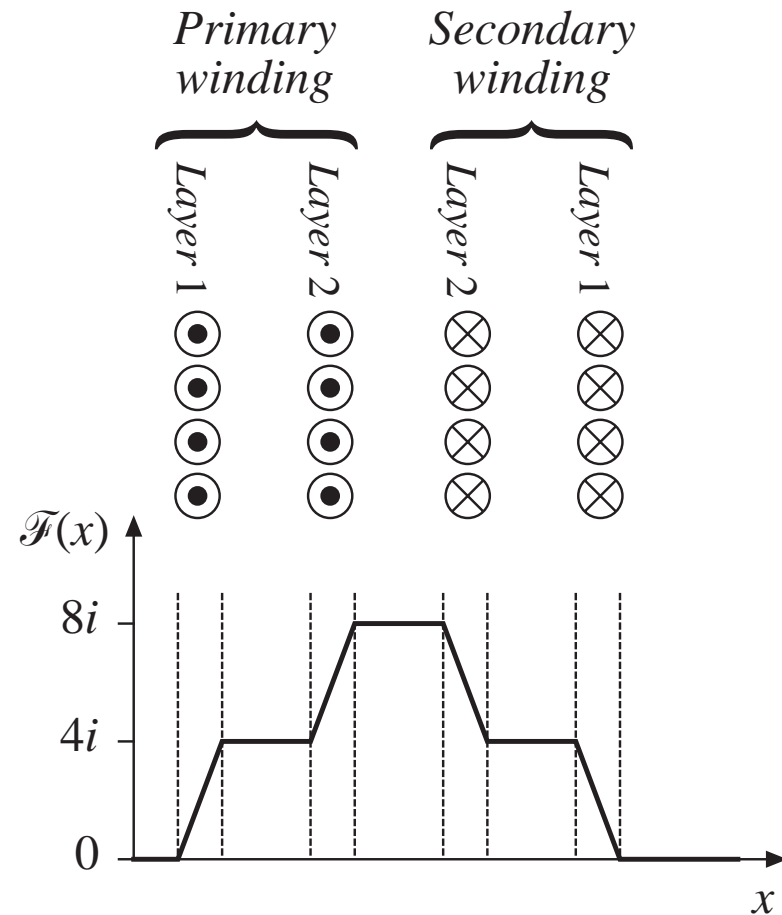 Primary winding
Secondary winding
Layer 1
Layer 2
Layer 2
Layer 1
ℱ(x)
8i
4i
0
x